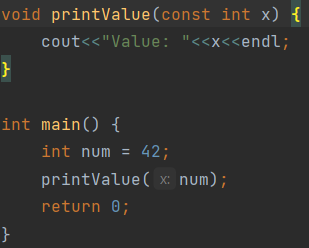 void printValue(const int x) {
    cout<<"Value: "<<x<<endl;
}

int main() {
    int num = 42;
    printValue( x: num);
    return 0;
}